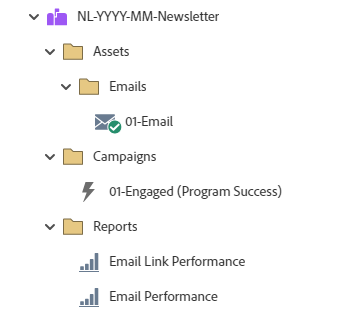 NL-YYYY-MM-Newsletter
Assets
Emails
01-Email
Campaigns
01-Engaged (Program Success)
Reports
Email Link Performance
Email Performance